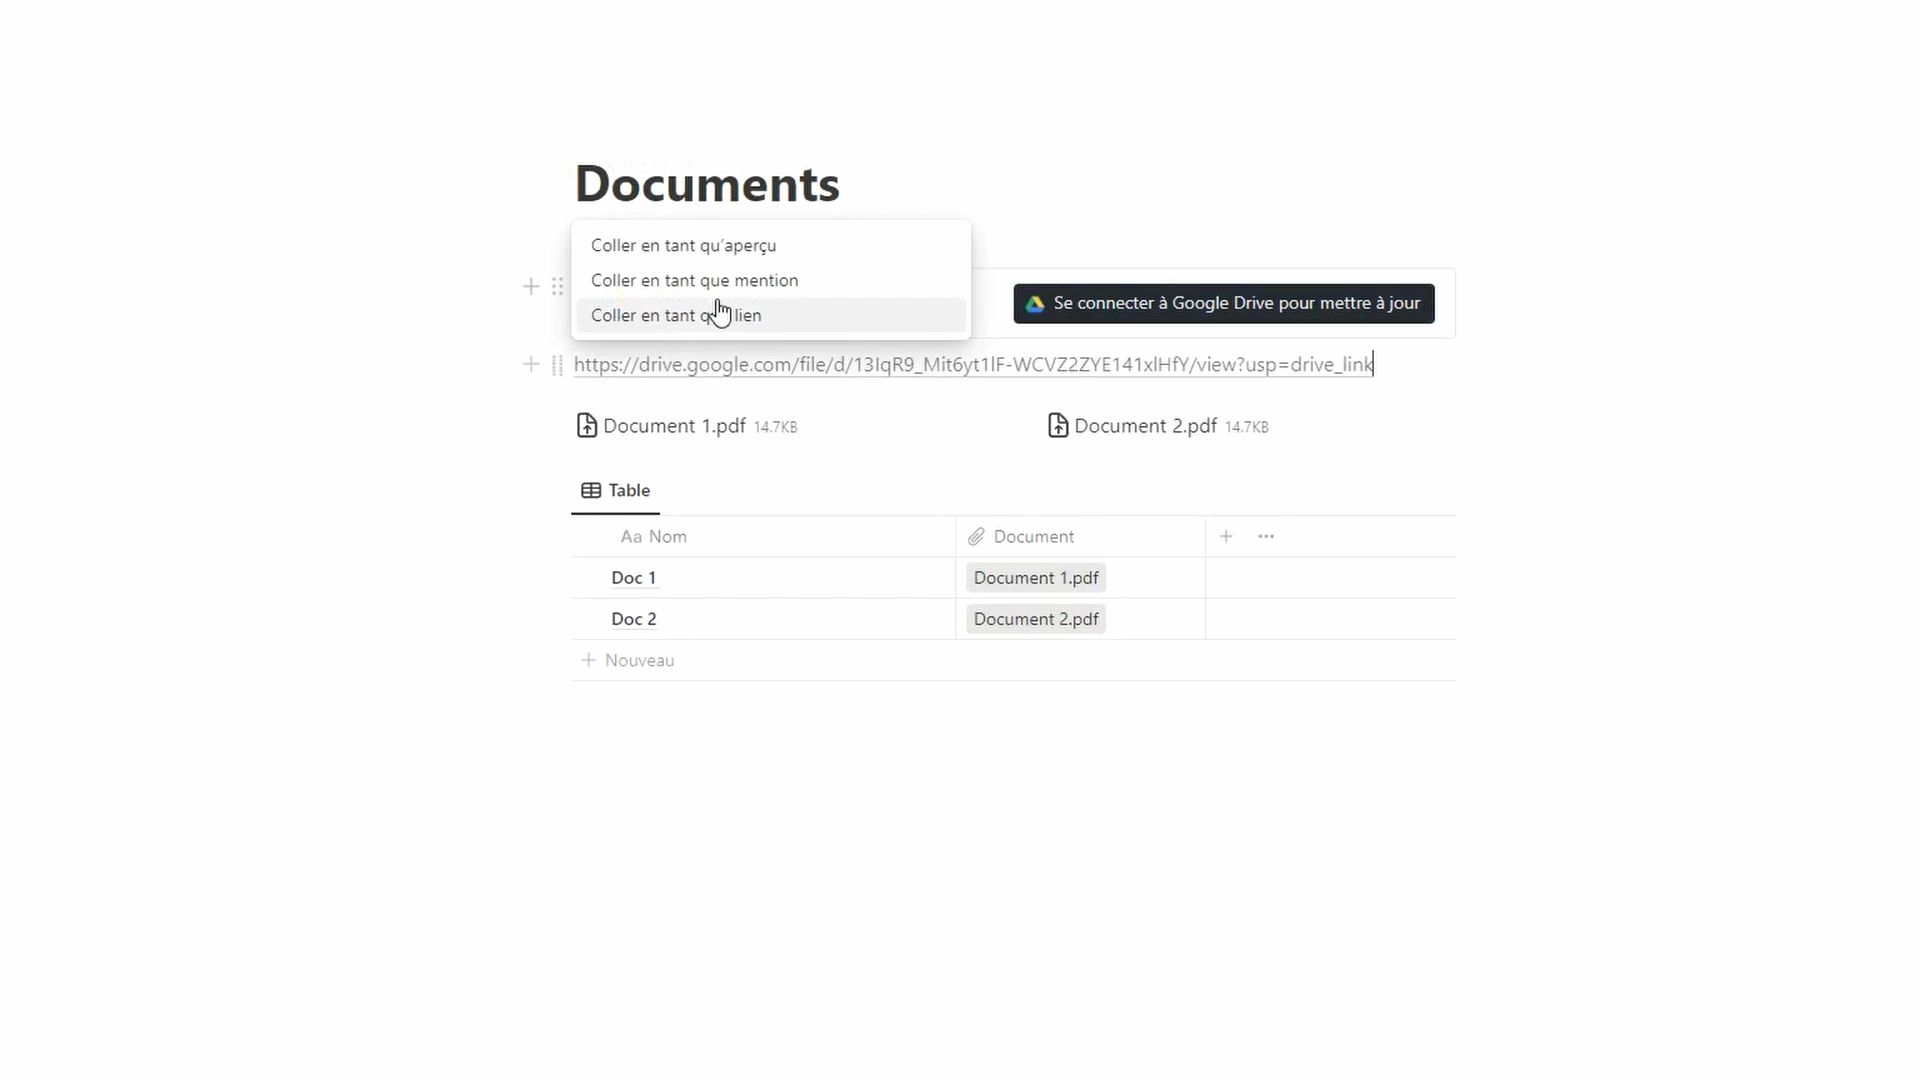 Documents
Coller en tant qu'aperçu
Coller en tant que mention
Coller en tant que lien
Se connecter à Google Drive pour mettre à jour
https://drive.google.com/file/d/13IqR9_Mit6yt1lF-WCVZ2ZYE141xlHfY/view?usp=drive_link
Document 1.pdf 14.7KB
Document 2.pdf 14.7KB
Table
Aa Nom
Document
Doc 1
Document 1.pdf
Doc 2
Document 2.pdf
+ Nouveau